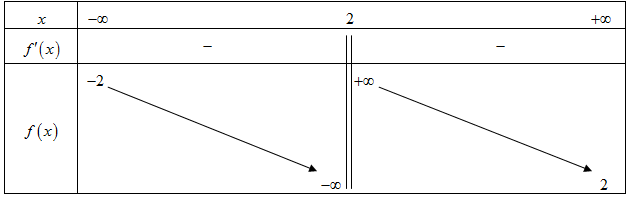 x −∞ 2 +∞
f′(x) − −
−2 +∞
f(x)
−∞ 2